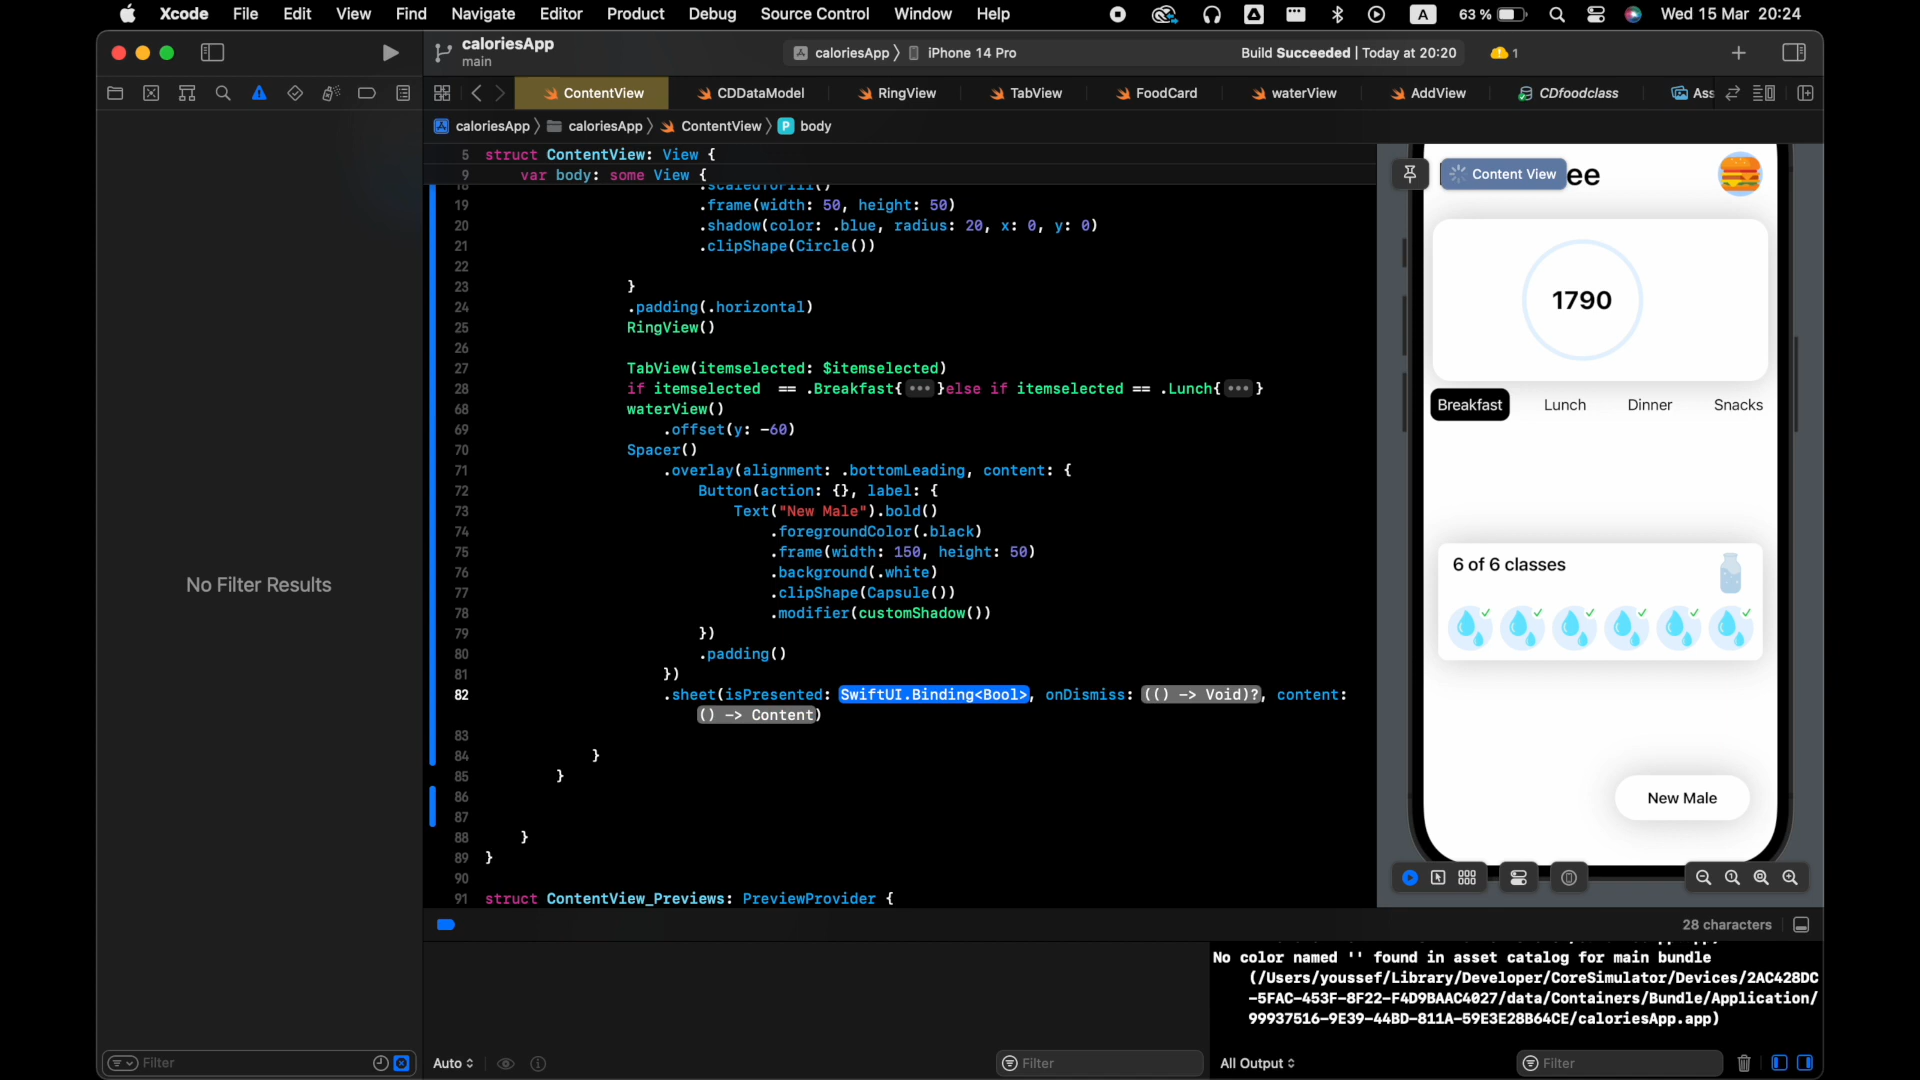 Xcode File Edit View Find Navigate Editor Product Debug Source Control Window Help A 63 % Wed 15 Mar 20:24
caloriesApp
main
caloriesApp 〉 iPhone 14 Pro
Build Succeeded | Today at 20:20
1
ContentView CDDataModel RingView TabView FoodCard waterView AddView CDfoodclass Ass
caloriesApp 〉 caloriesApp 〉 ContentView 〉 P body
5 struct ContentView: View {
9 var body: some View {
18 .scaledToFill()
19 .frame(width: 50, height: 50)
20 .shadow(color: .blue, radius: 20, x: 0, y: 0)
21 .clipShape(Circle())
22
23 }
24 .padding(.horizontal)
25 RingView()
26
27 TabView(itemselected: $itemselected)
28 if itemselected == .Breakfast{ ••• }else if itemselected == .Lunch{ ••• }
68 waterView()
69 .offset(y: -60)
70 Spacer()
71 .overlay(alignment: .bottomLeading, content: {
72 Button(action: {}, label: {
73 Text("New Male").bold()
74 .foregroundColor(.black)
75 .frame(width: 150, height: 50)
76 .background(.white)
77 .clipShape(Capsule())
78 .modifier(customShadow())
79 })
80 .padding()
81 })
82 .sheet(isPresented: SwiftUI.Binding<Bool>, onDismiss: (() -> Void)?, content:
() -> Content)
83
84 }
85 }
86
87
88 }
89 }
90
91 struct ContentView_Previews: PreviewProvider {
No Filter Results
Content View
ee
1790
Breakfast Lunch Dinner Snacks
6 of 6 classes
New Male
28 characters
No color named '' found in asset catalog for main bundle
(/Users/youssef/Library/Developer/CoreSimulator/Devices/2AC428DC
-5FAC-453F-8F22-F4D9BAAC4027/data/Containers/Bundle/Application/
99937516-9E39-44BD-811A-59E3E28B64CE/caloriesApp.app)
Filter
Auto
Filter
All Output
Filter